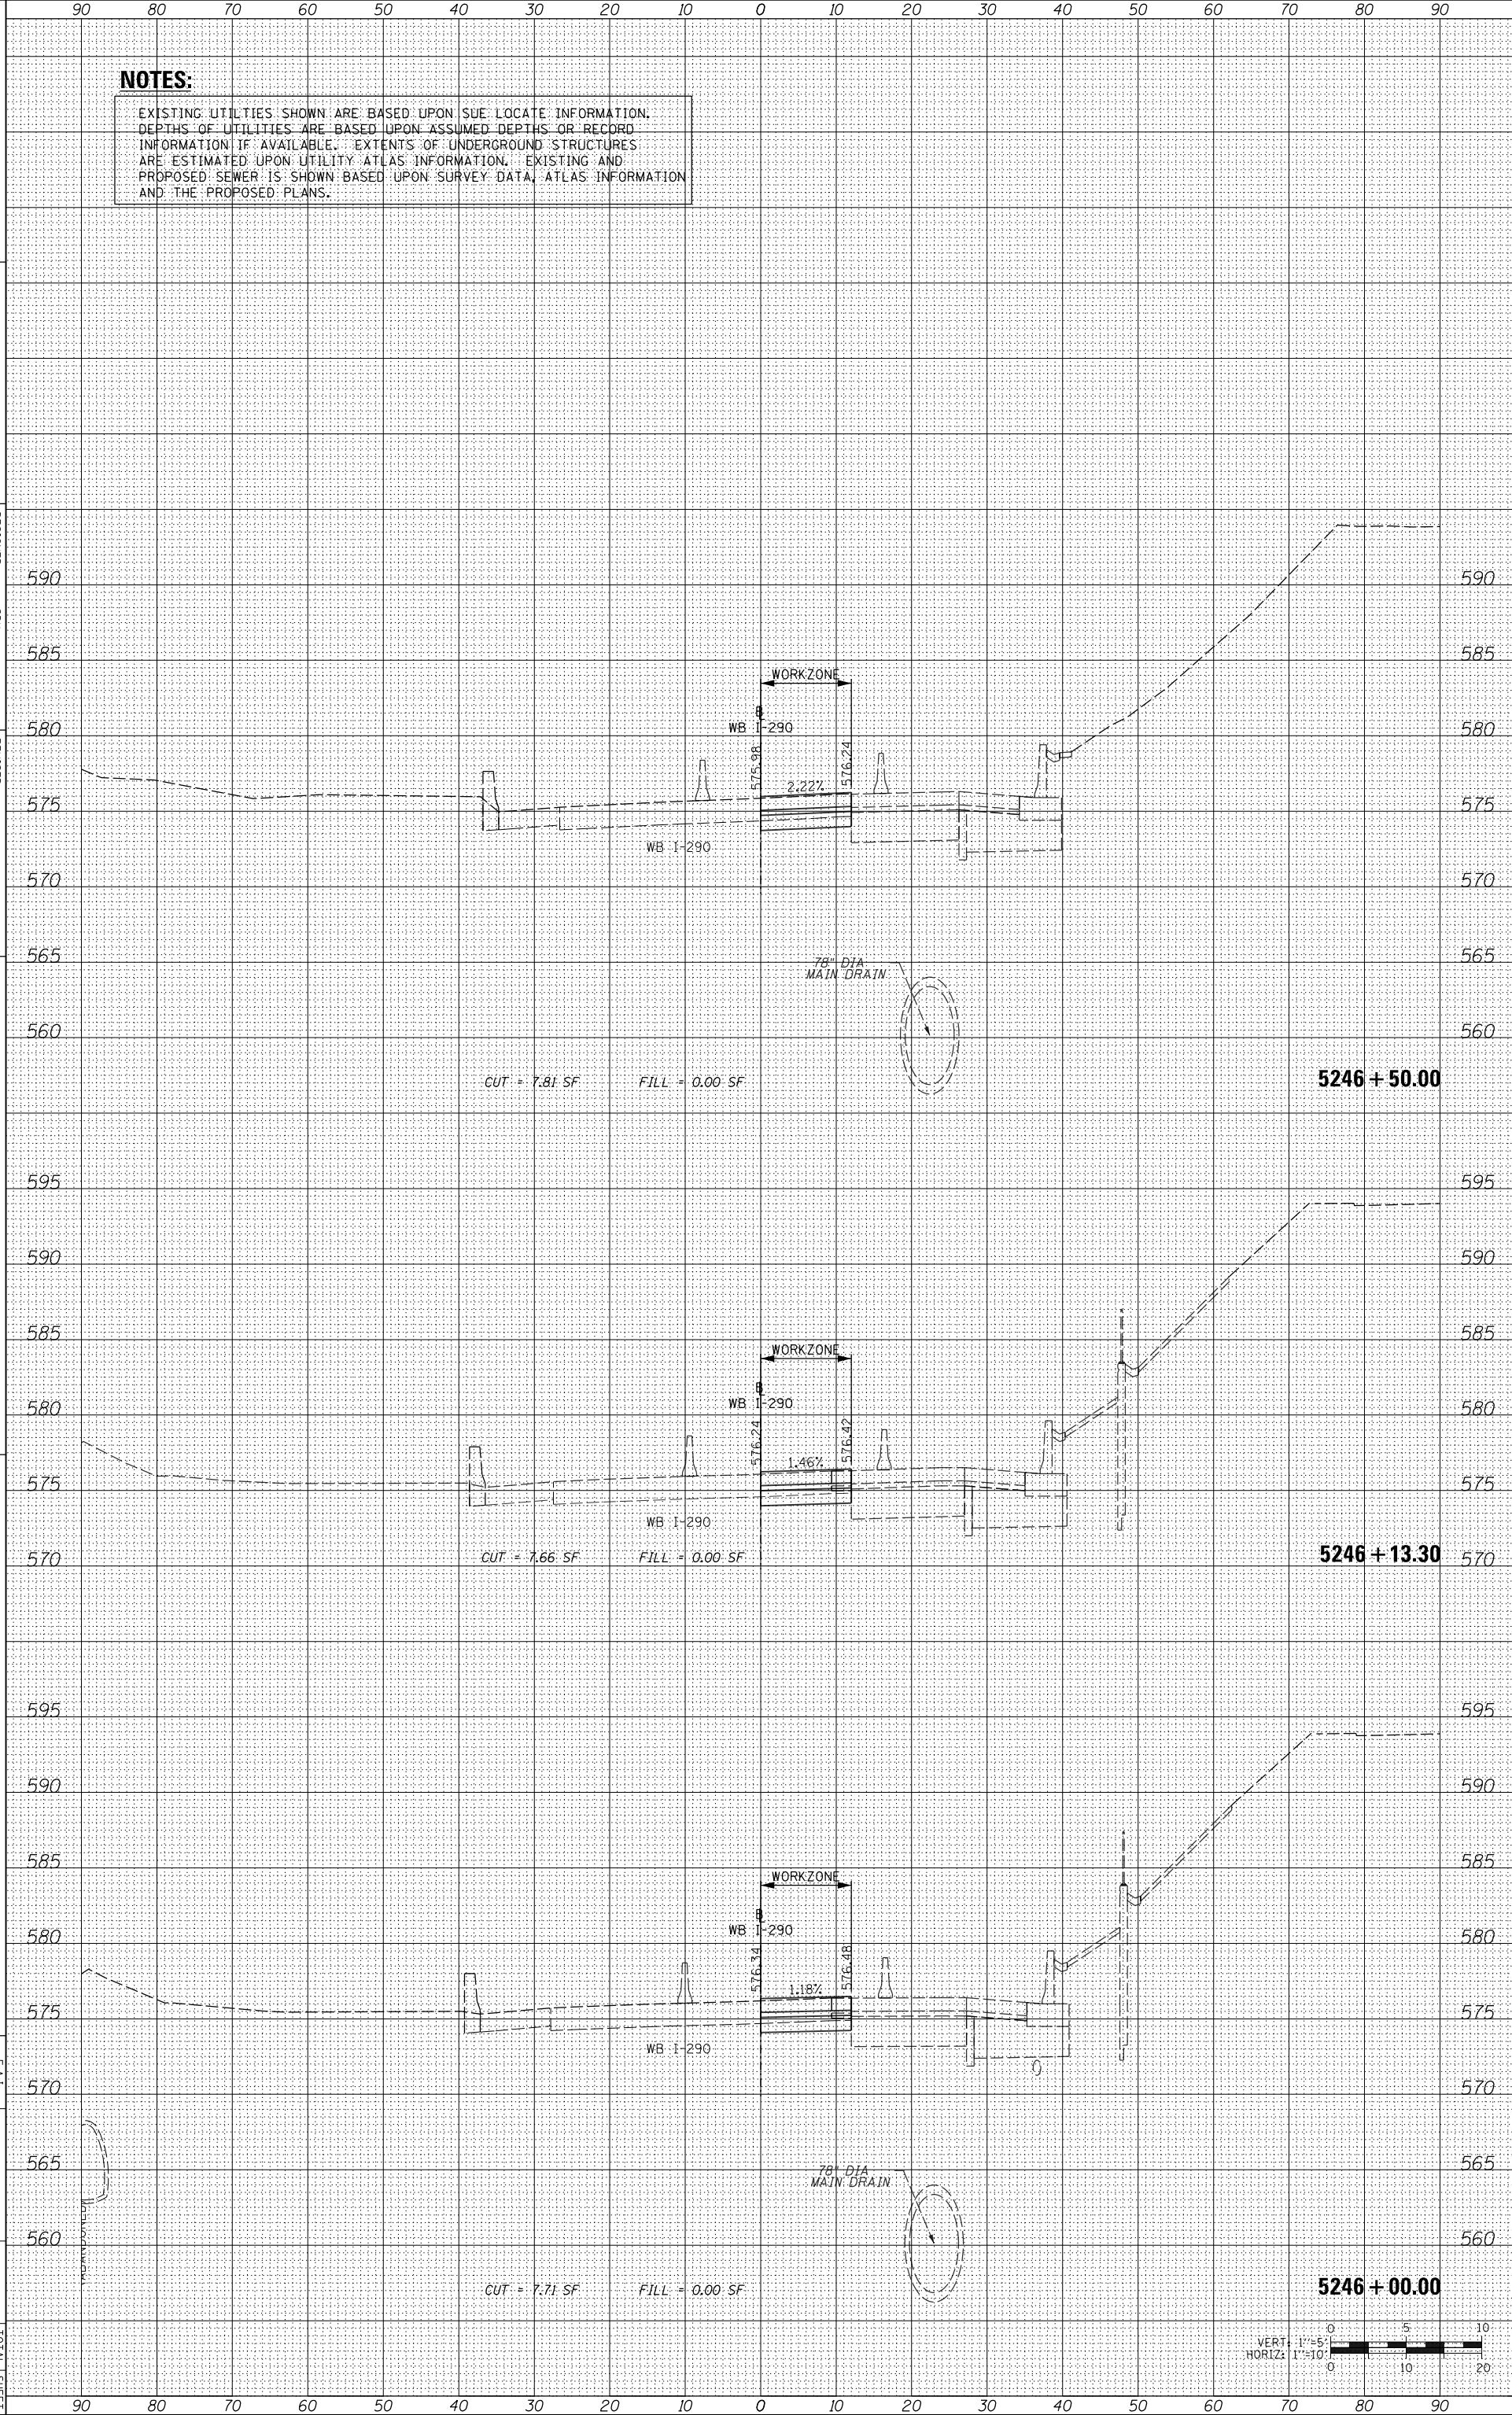 90 80 70 60 50 40 30 20 10 0 10 20 30 40 50 60 70 80 90
NOTES:
EXISTING UTILTIES SHOWN ARE BASED UPON SUE LOCATE INFORMATION.
DEPTHS OF UTILITIES ARE BASED UPON ASSUMED DEPTHS OR RECORD
INFORMATION IF AVAILABLE. EXTENTS OF UNDERGROUND STRUCTURES
ARE ESTIMATED UPON UTILITY ATLAS INFORMATION. EXISTING AND
PROPOSED SEWER IS SHOWN BASED UPON SURVEY DATA, ATLAS INFORMATION
AND THE PROPOSED PLANS.
590 590
585 585
WORKZONE
580 580
WB I-290
575.98 576.24
2.22%
575 575
WB I-290
570 570
565 565
78" DIA
MAIN DRAIN
560 560
CUT = 7.81 SF FILL = 0.00 SF
5246+50.00
595 595
590 590
585 585
WORKZONE
580 580
WB I-290
576.24 576.42
1.46%
575 575
WB I-290
CUT = 7.66 SF FILL = 0.00 SF
5246+13.30
570 570
595 595
590 590
585 585
WORKZONE
580 580
WB I-290
576.34 576.48
1.18%
575 575
WB I-290
570 570
565 565
78" DIA
MAIN DRAIN
560 560
CUT = 7.71 SF FILL = 0.00 SF
5246+00.00
0 5 10
VERT: 1"=5'
HORIZ: 1"=10'
0 10 20
90 80 70 60 50 40 30 20 10 0 10 20 30 40 50 60 70 80 90